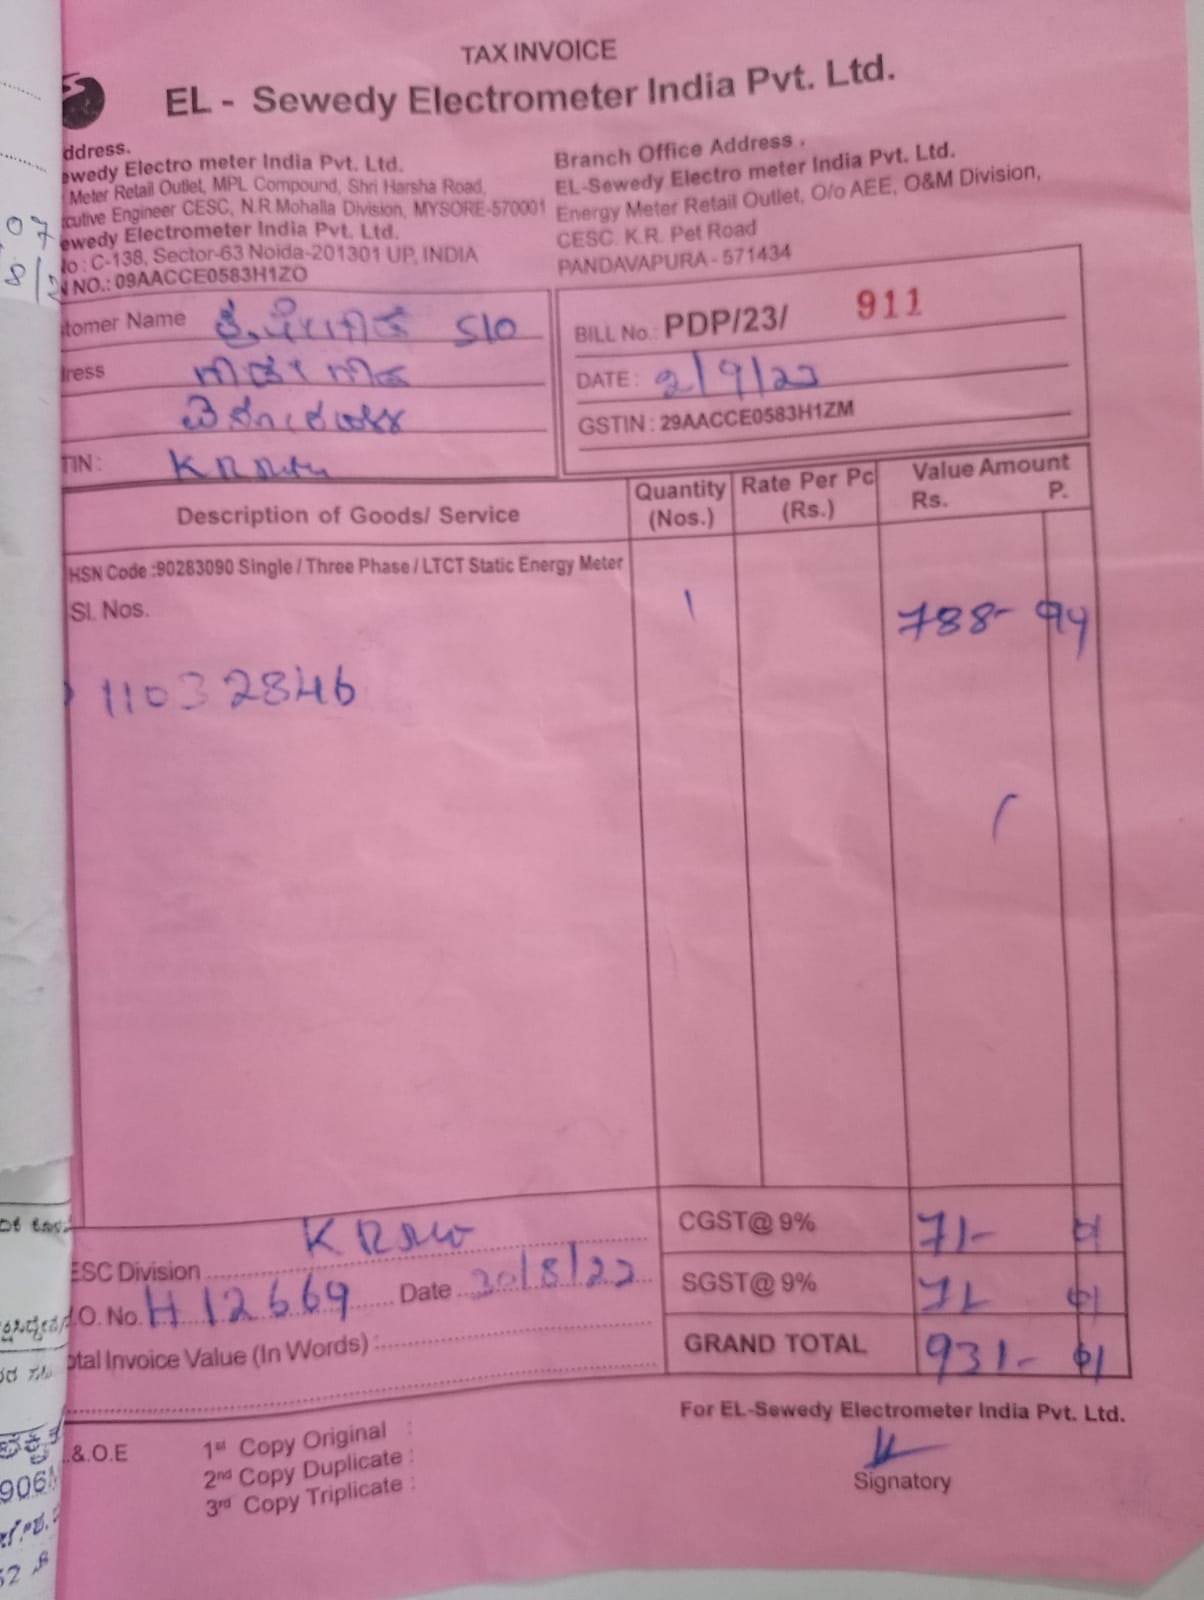 TAX INVOICE
EL - Sewedy Electrometer India Pvt. Ltd.
ddress.
ewedy Electro meter India Pvt. Ltd.
Meter Retail Outlet, MPL Compound, Shri Harsha Road,
cutive Engineer CESC, N.R.Mohalla Division, MYSORE-570001
ewedy Electrometer India Pvt. Ltd.
No : C-138, Sector-63 Noida-201301 UP, INDIA
NO.: 09AACCE0583H1ZO
Branch Office Address .
EL-Sewedy Electro meter India Pvt. Ltd.
Energy Meter Retail Outlet, O/o AEE, O&M Division,
CESC. K.R. Pet Road
PANDAVAPURA - 571434
07
8/2
tomer Name S/O
ress
TIN :
BILL No.: PDP/23/ 911
DATE : 2/9/23
GSTIN : 29AACCE0583H1ZM
Description of Goods/ Service
Quantity (Nos.)
Rate Per Pc (Rs.)
Value Amount
Rs. P.
HSN Code :90283090 Single / Three Phase / LTCT Static Energy Meter
Sl. Nos.
1
788- 94
11032846
CGST@ 9% 71- 01
SGST@ 9% 71 01
GRAND TOTAL 931- 01
ESC Division
.O. No. H 12669 Date 30/8/23
otal Invoice Value (In Words) :
For EL-Sewedy Electrometer India Pvt. Ltd.
.&.O.E
1st Copy Original :
2nd Copy Duplicate :
3rd Copy Triplicate :
Signatory
906